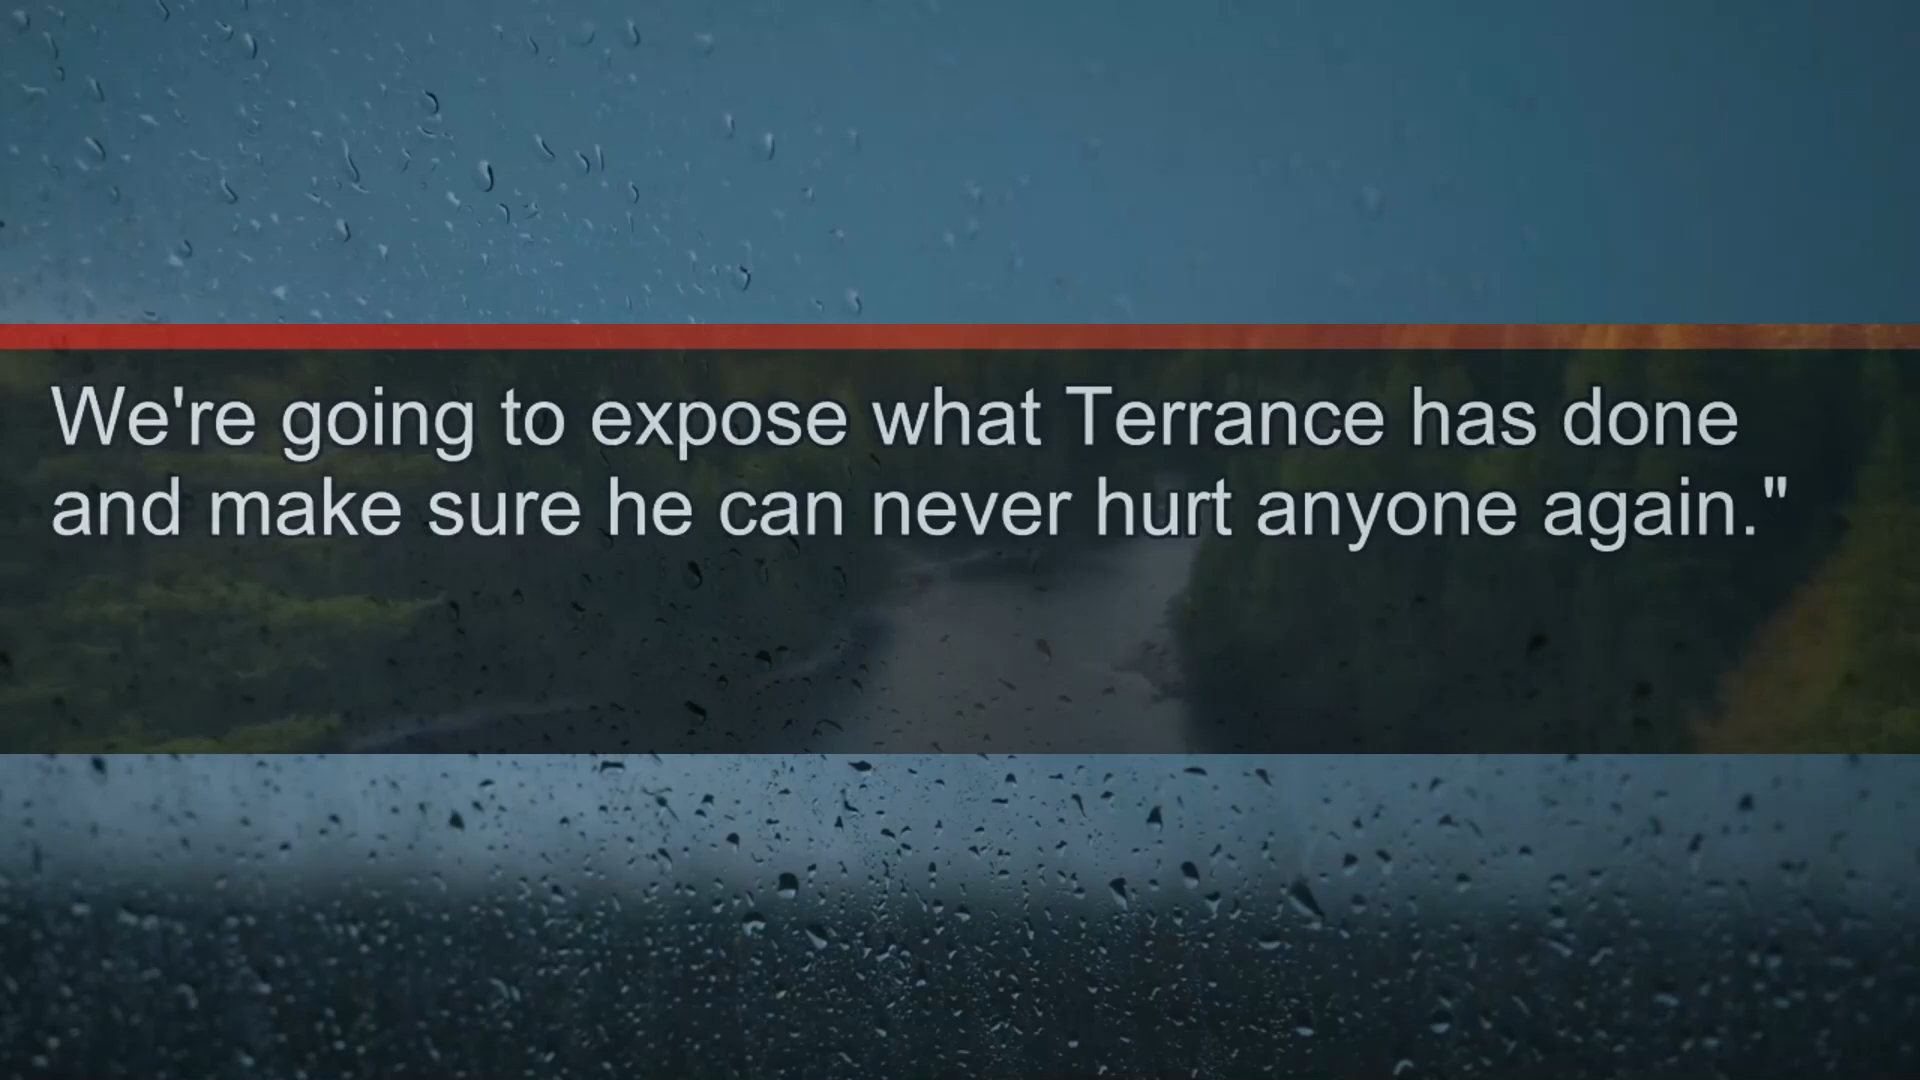 We're going to expose what Terrance has done
and make sure he can never hurt anyone again."